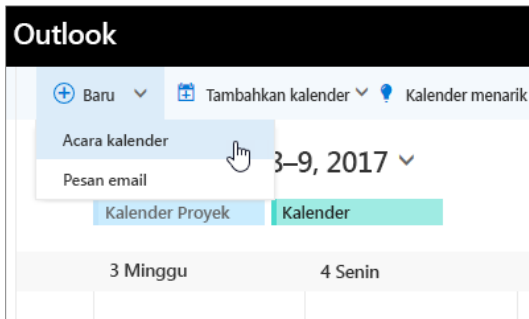 Outlook
Baru Tambahkan kalender Kalender menarik
Acara kalender
Pesan email
3–9, 2017
Kalender Proyek Kalender
3 Minggu 4 Senin